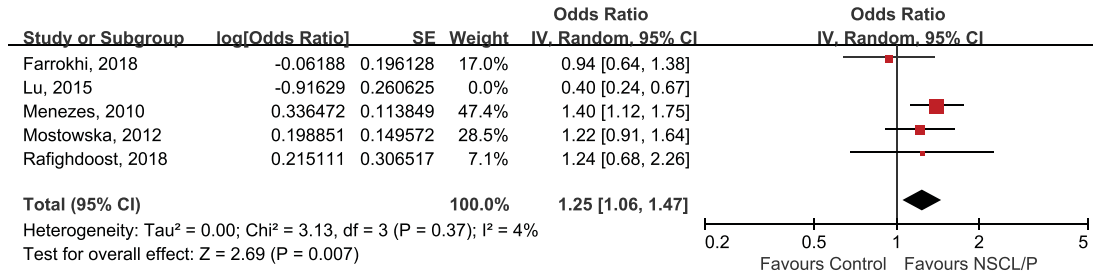 Odds Ratio Odds Ratio
Study or Subgroup log[Odds Ratio] SE Weight IV, Random, 95% CI IV, Random, 95% CI
Farrokhi, 2018 -0.06188 0.196128 17.0% 0.94 [0.64, 1.38]
Lu, 2015 -0.91629 0.260625 0.0% 0.40 [0.24, 0.67]
Menezes, 2010 0.336472 0.113849 47.4% 1.40 [1.12, 1.75]
Mostowska, 2012 0.198851 0.149572 28.5% 1.22 [0.91, 1.64]
Rafighdoost, 2018 0.215111 0.306517 7.1% 1.24 [0.68, 2.26]
Total (95% CI) 100.0% 1.25 [1.06, 1.47]
Heterogeneity: Tau² = 0.00; Chi² = 3.13, df = 3 (P = 0.37); I² = 4%
Test for overall effect: Z = 2.69 (P = 0.007)
0.2 0.5 1 2 5
Favours Control Favours NSCL/P